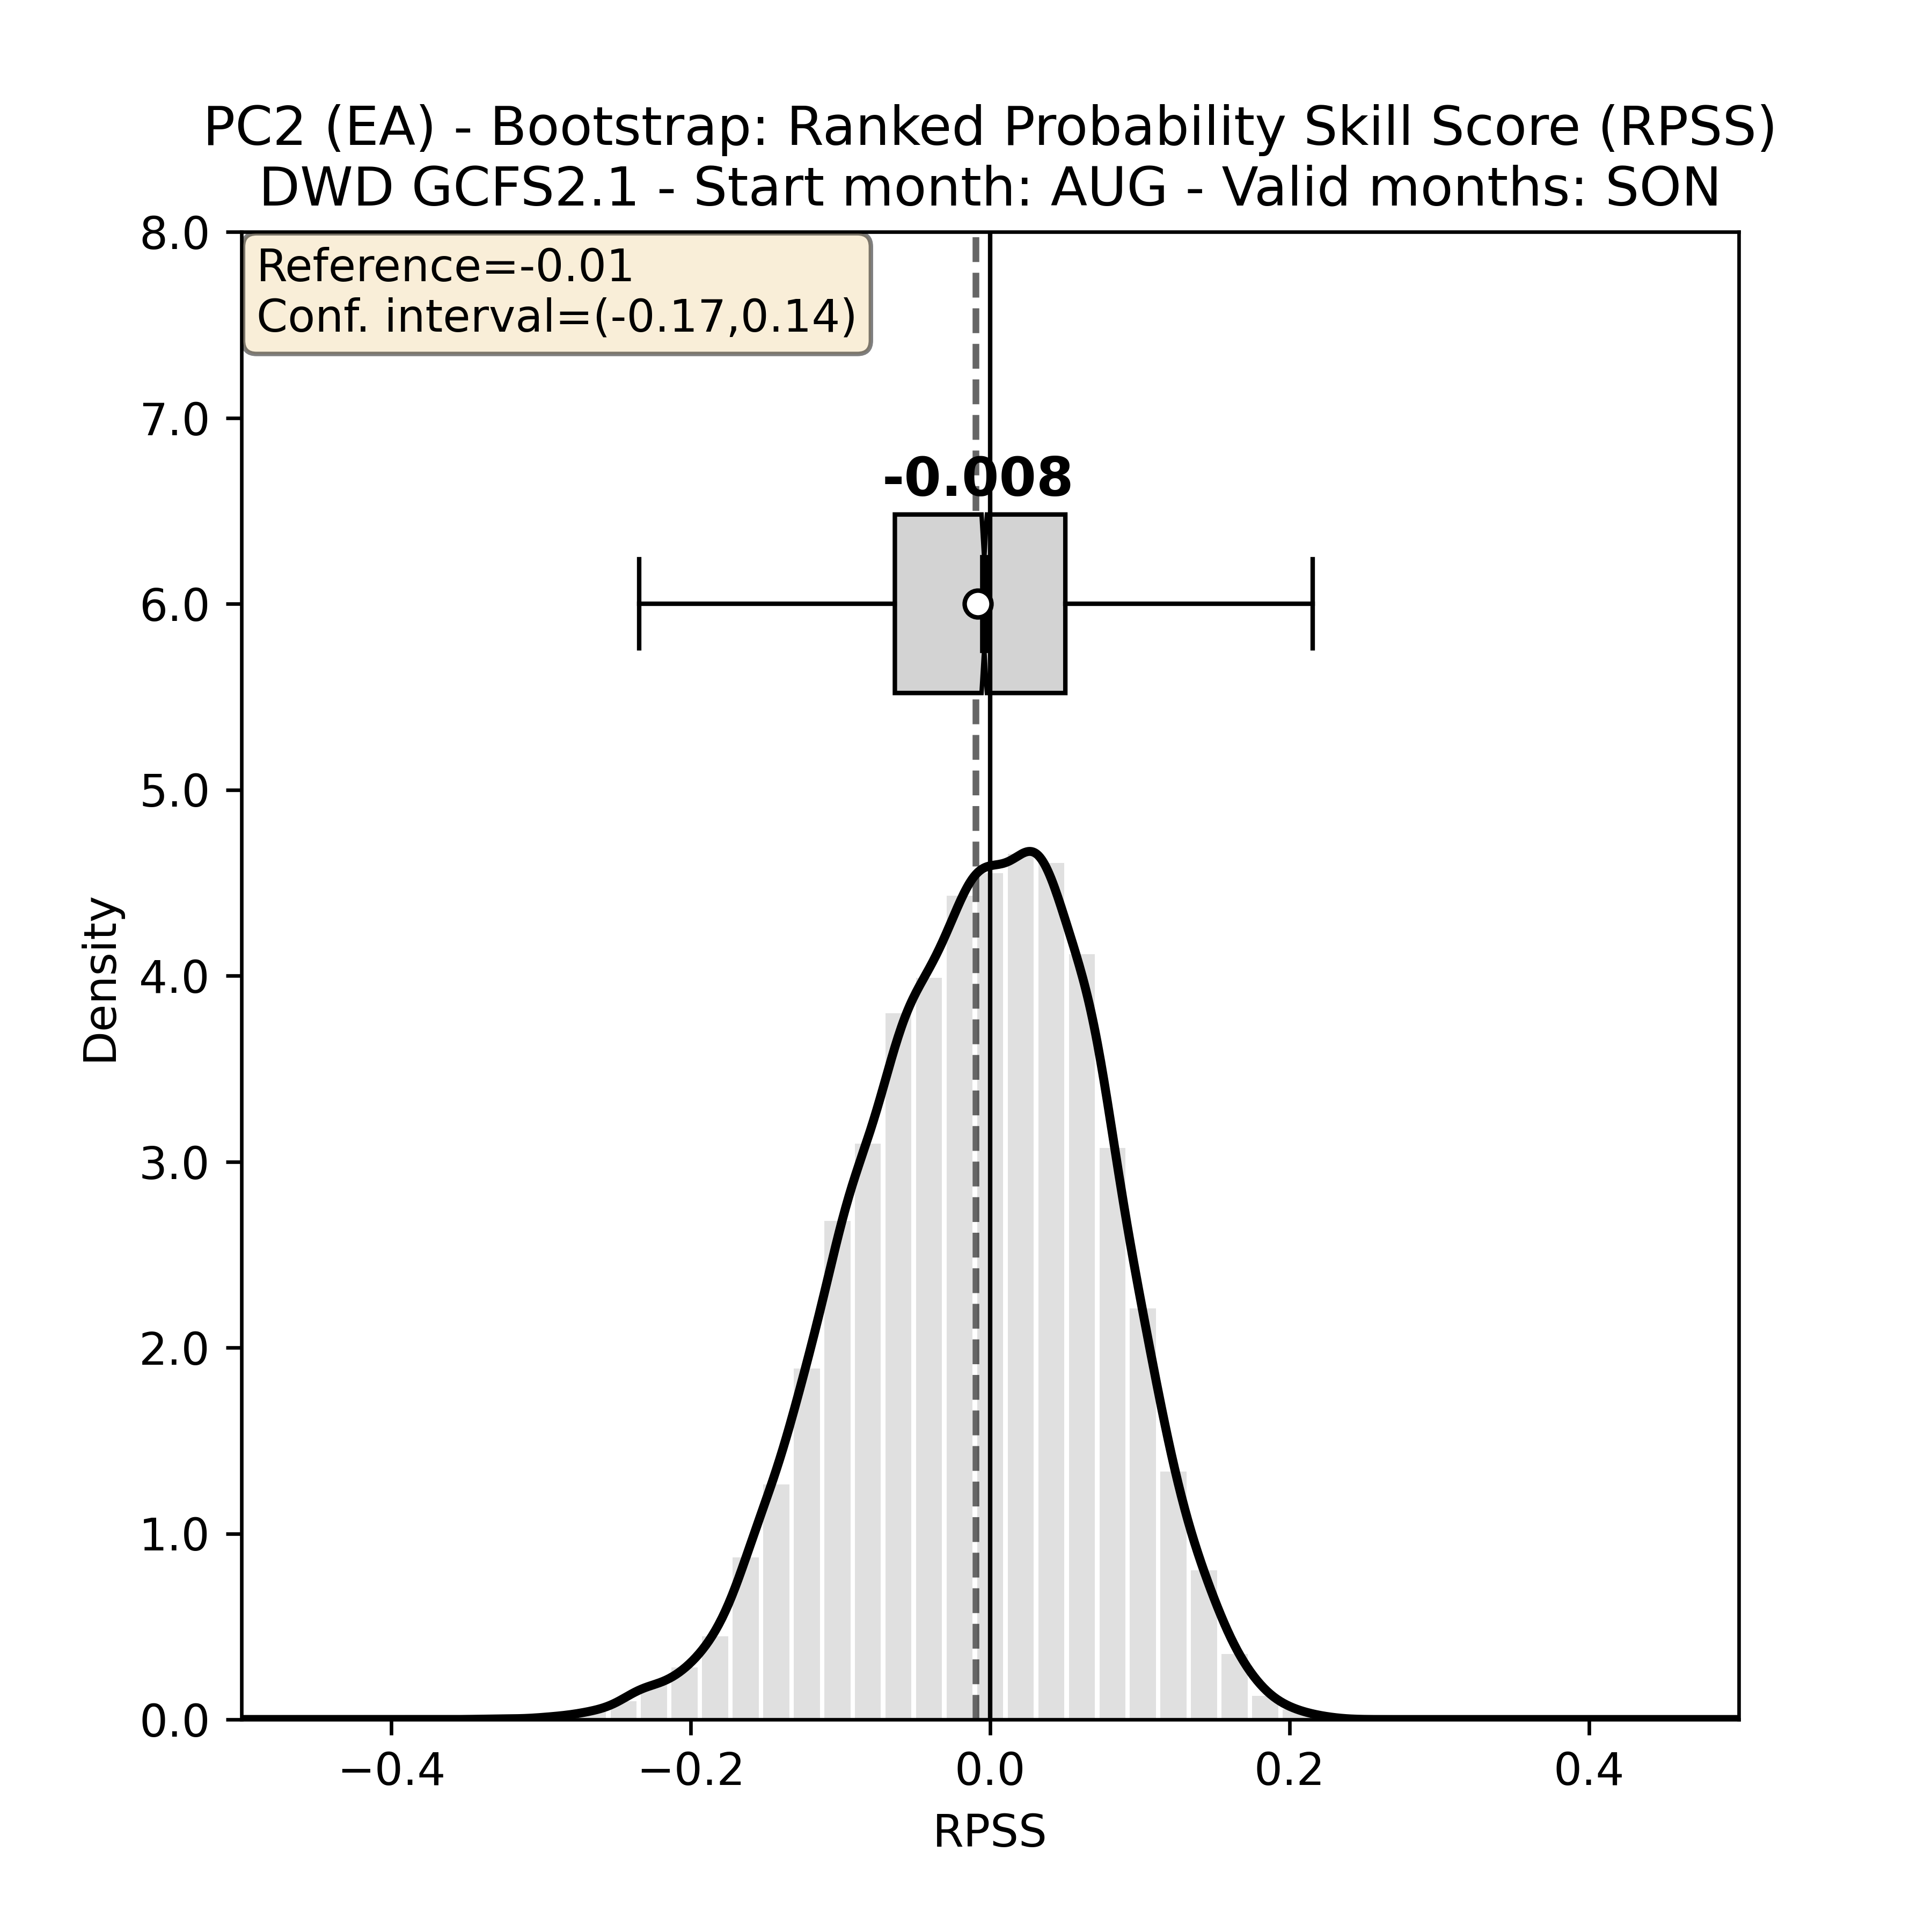 PC2 (EA) - Bootstrap: Ranked Probability Skill Score (RPSS)
DWD GCFS2.1 - Start month: AUG - Valid months: SON
8.0
Reference=-0.01
Conf. interval=(-0.17,0.14)
7.0
-0.008
6.0
5.0
4.0
3.0
2.0
1.0
0.0
Density
−0.4 −0.2 0.0 0.2 0.4
RPSS